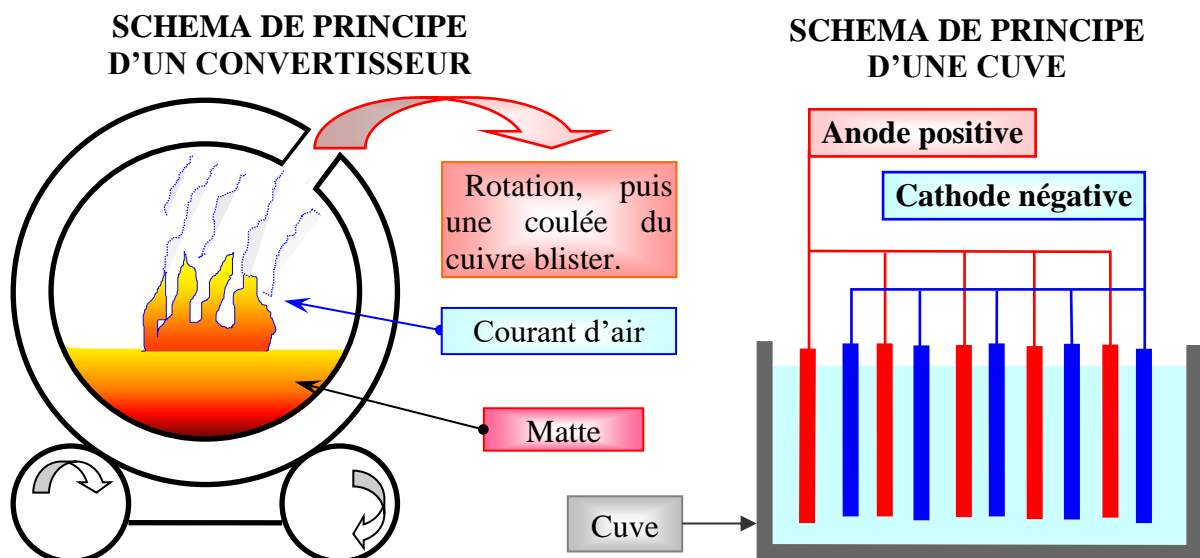 SCHEMA DE PRINCIPE
D’UN CONVERTISSEUR
Rotation, puis
une coulée du
cuivre blister.
Courant d’air
Matte
SCHEMA DE PRINCIPE
D’UNE CUVE
Anode positive
Cathode négative
Cuve